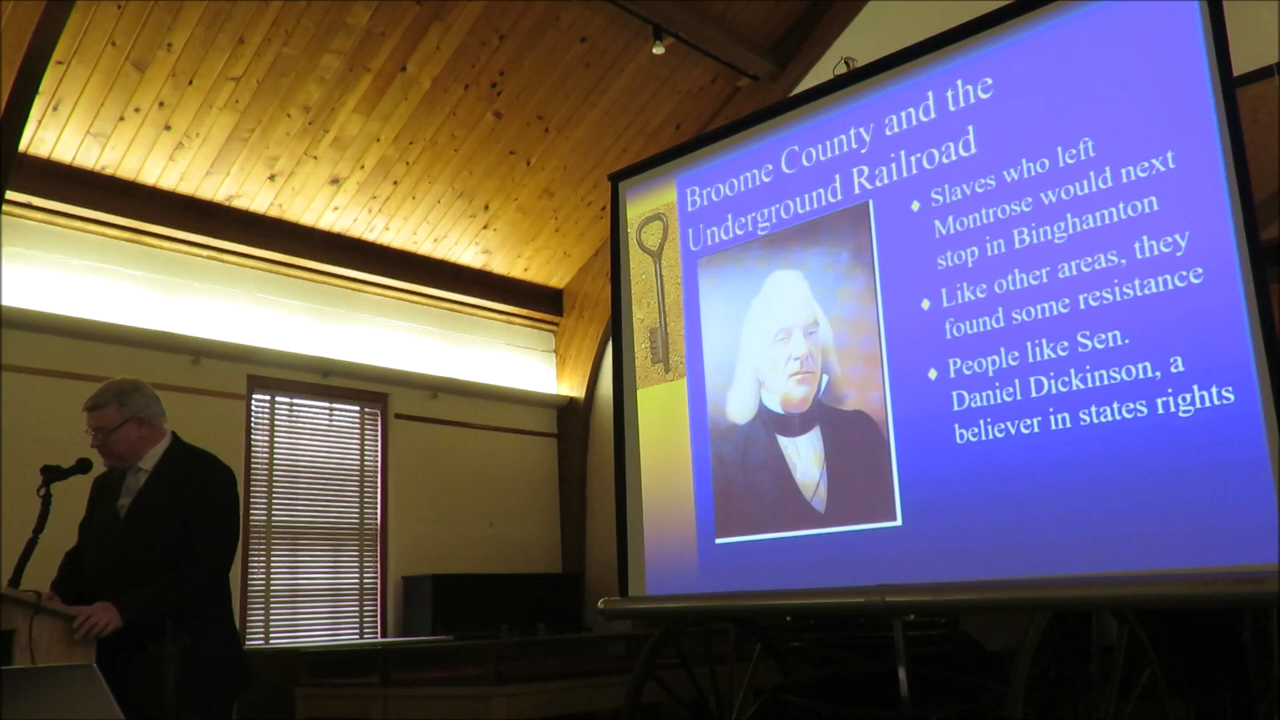 Broome County and the
Underground Railroad
Slaves who left
Montrose would next
stop in Binghamton
Like other areas, they
found some resistance
People like Sen.
Daniel Dickinson, a
believer in states rights